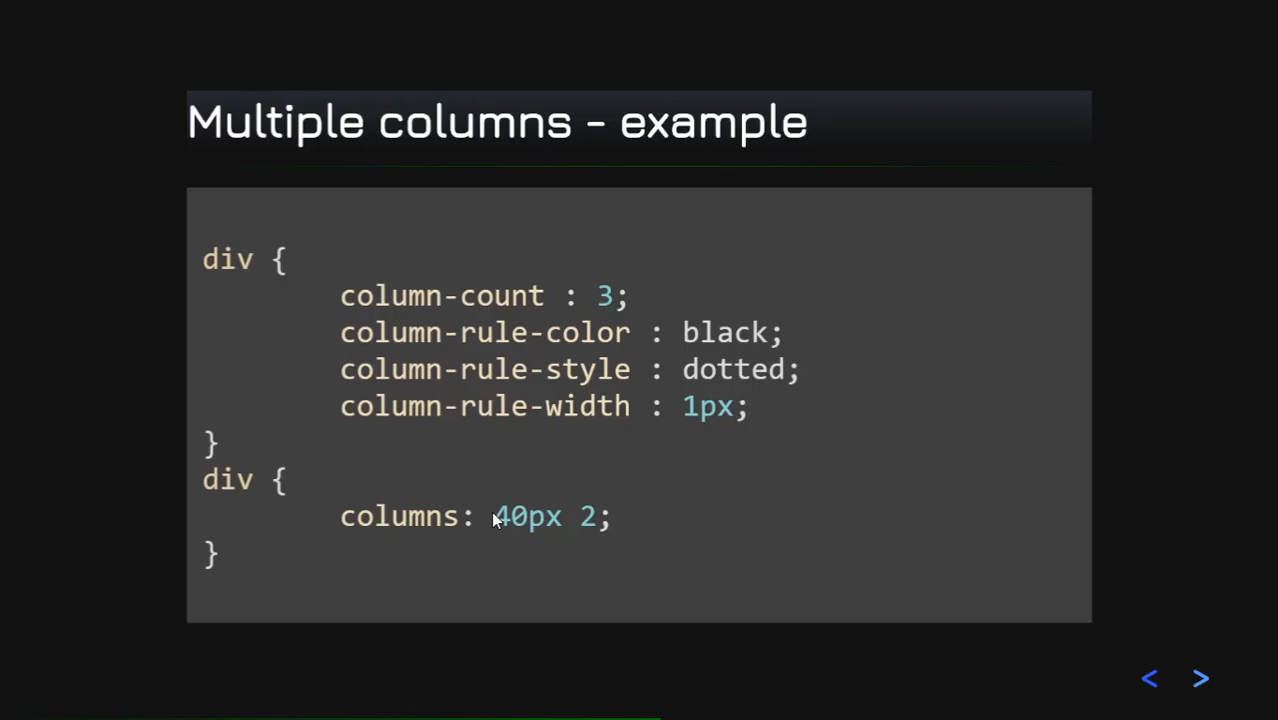 Multiple columns - example
div {
column-count : 3;
column-rule-color : black;
column-rule-style : dotted;
column-rule-width : 1px;
}
div {
columns: 40px 2;
}
< >